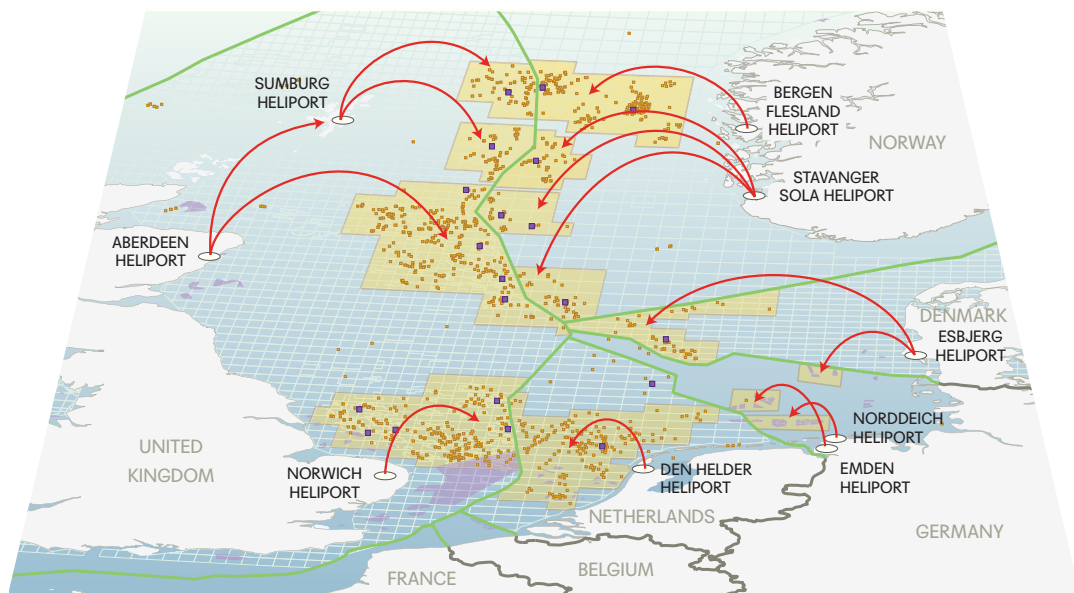 SUMBURG
HELIPORT
BERGEN
FLESLAND
HELIPORT
NORWAY
STAVANGER
SOLA HELIPORT
ABERDEEN
HELIPORT
DENMARK
ESBJERG
HELIPORT
NORDDEICH
HELIPORT
UNITED
KINGDOM
NORWICH
HELIPORT
DEN HELDER
HELIPORT
EMDEN
HELIPORT
NETHERLANDS
GERMANY
BELGIUM
FRANCE